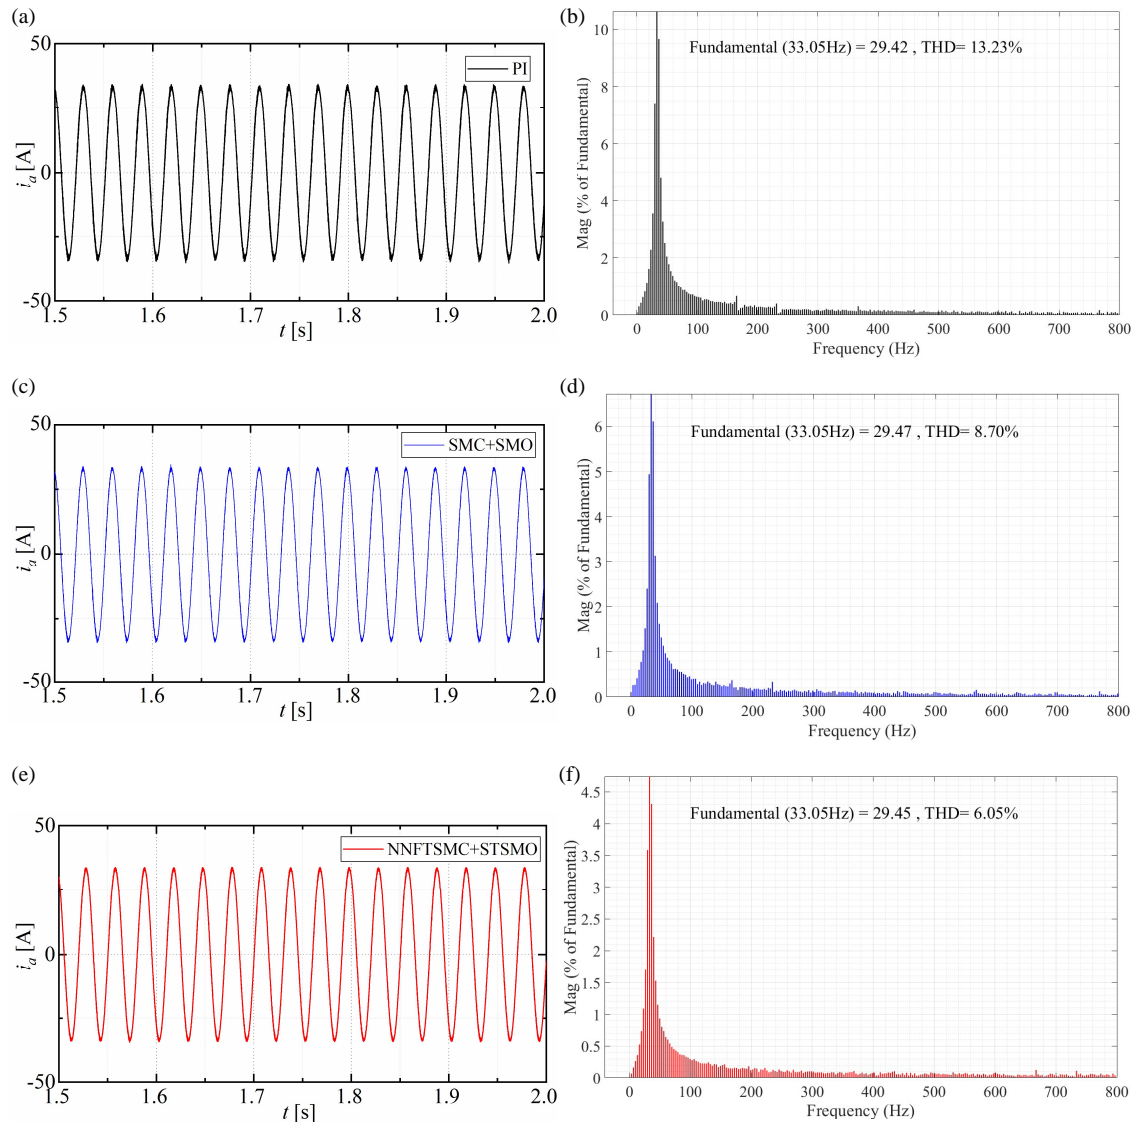 (a)
50
PI
0
i_a [A]
-50
1.5 1.6 1.7 1.8 1.9 2.0
t [s]
(b)
Fundamental (33.05Hz) = 29.42 , THD= 13.23%
10
8
6
4
2
0
Mag (% of Fundamental)
0 100 200 300 400 500 600 700 800
Frequency (Hz)
(c)
50
SMC+SMO
0
i_a [A]
-50
1.5 1.6 1.7 1.8 1.9 2.0
t [s]
(d)
Fundamental (33.05Hz) = 29.47 , THD= 8.70%
6
5
4
3
2
1
0
Mag (% of Fundamental)
0 100 200 300 400 500 600 700 800
Frequency (Hz)
(e)
50
NNFTSMC+STSMO
0
i_a [A]
-50
1.5 1.6 1.7 1.8 1.9 2.0
t [s]
(f)
Fundamental (33.05Hz) = 29.45 , THD= 6.05%
4.5
4
3.5
3
2.5
2
1.5
1
0.5
0
Mag (% of Fundamental)
0 100 200 300 400 500 600 700 800
Frequency (Hz)